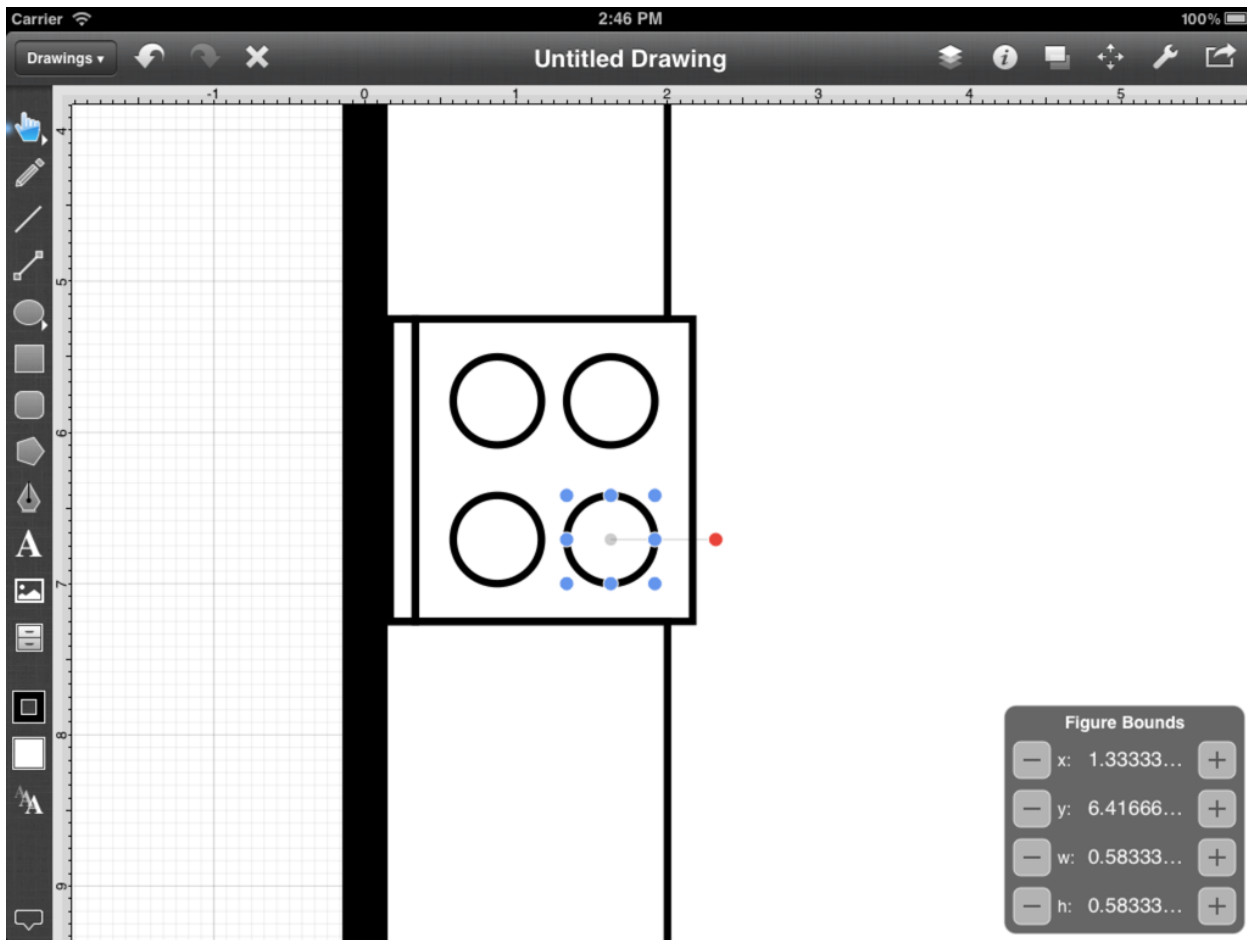 Carrier 2:46 PM 100%
Drawings ▾ Untitled Drawing
-1 0 1 2 3 4 5
4
5
6
7
8
9
A
AAA
Figure Bounds
x: 1.33333...
y: 6.41666...
w: 0.58333...
h: 0.58333...